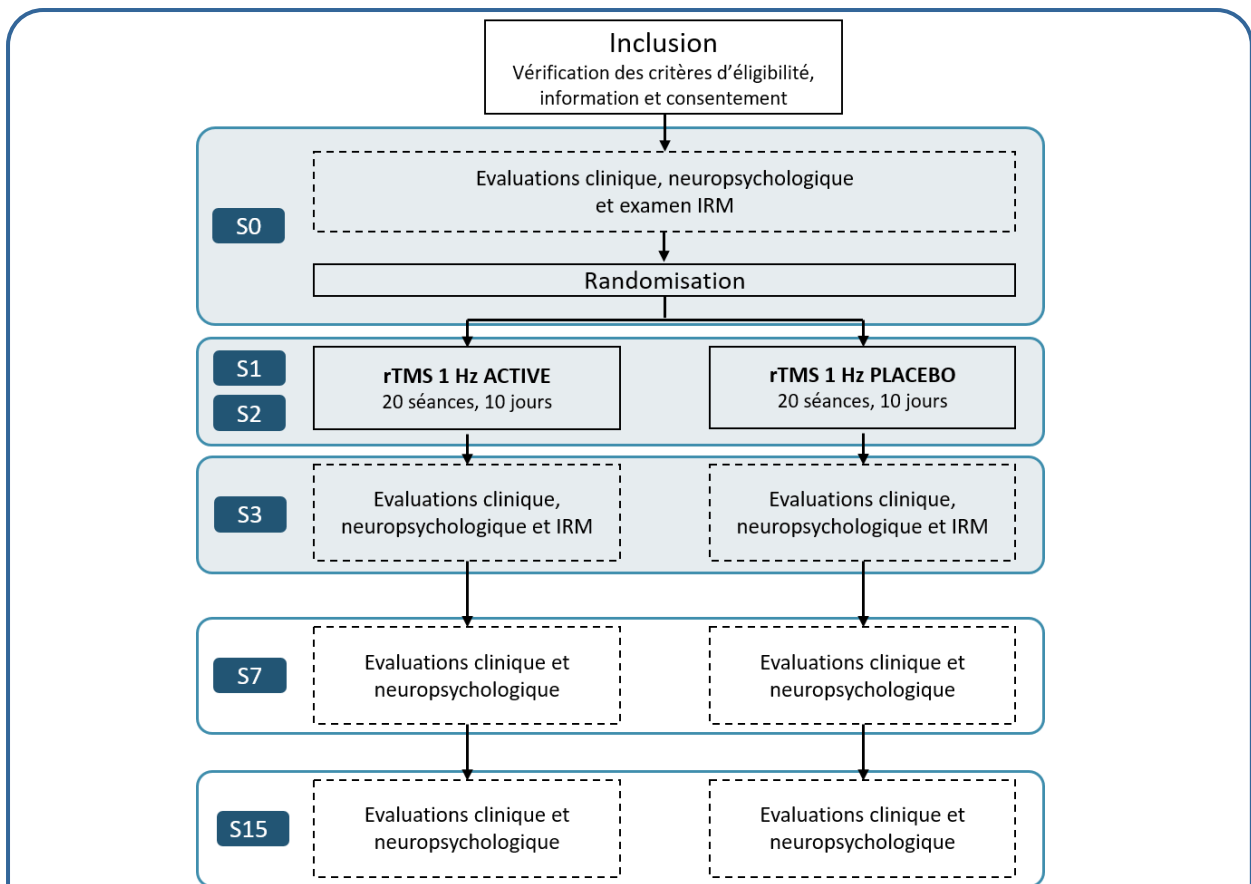 Inclusion
Vérification des critères d’éligibilité,
information et consentement
S0
Evaluations clinique, neuropsychologique
et examen IRM
Randomisation
S1
S2
rTMS 1 Hz ACTIVE
20 séances, 10 jours
rTMS 1 Hz PLACEBO
20 séances, 10 jours
S3
Evaluations clinique,
neuropsychologique et IRM
Evaluations clinique,
neuropsychologique et IRM
S7
Evaluations clinique et
neuropsychologique
Evaluations clinique et
neuropsychologique
S15
Evaluations clinique et
neuropsychologique
Evaluations clinique et
neuropsychologique